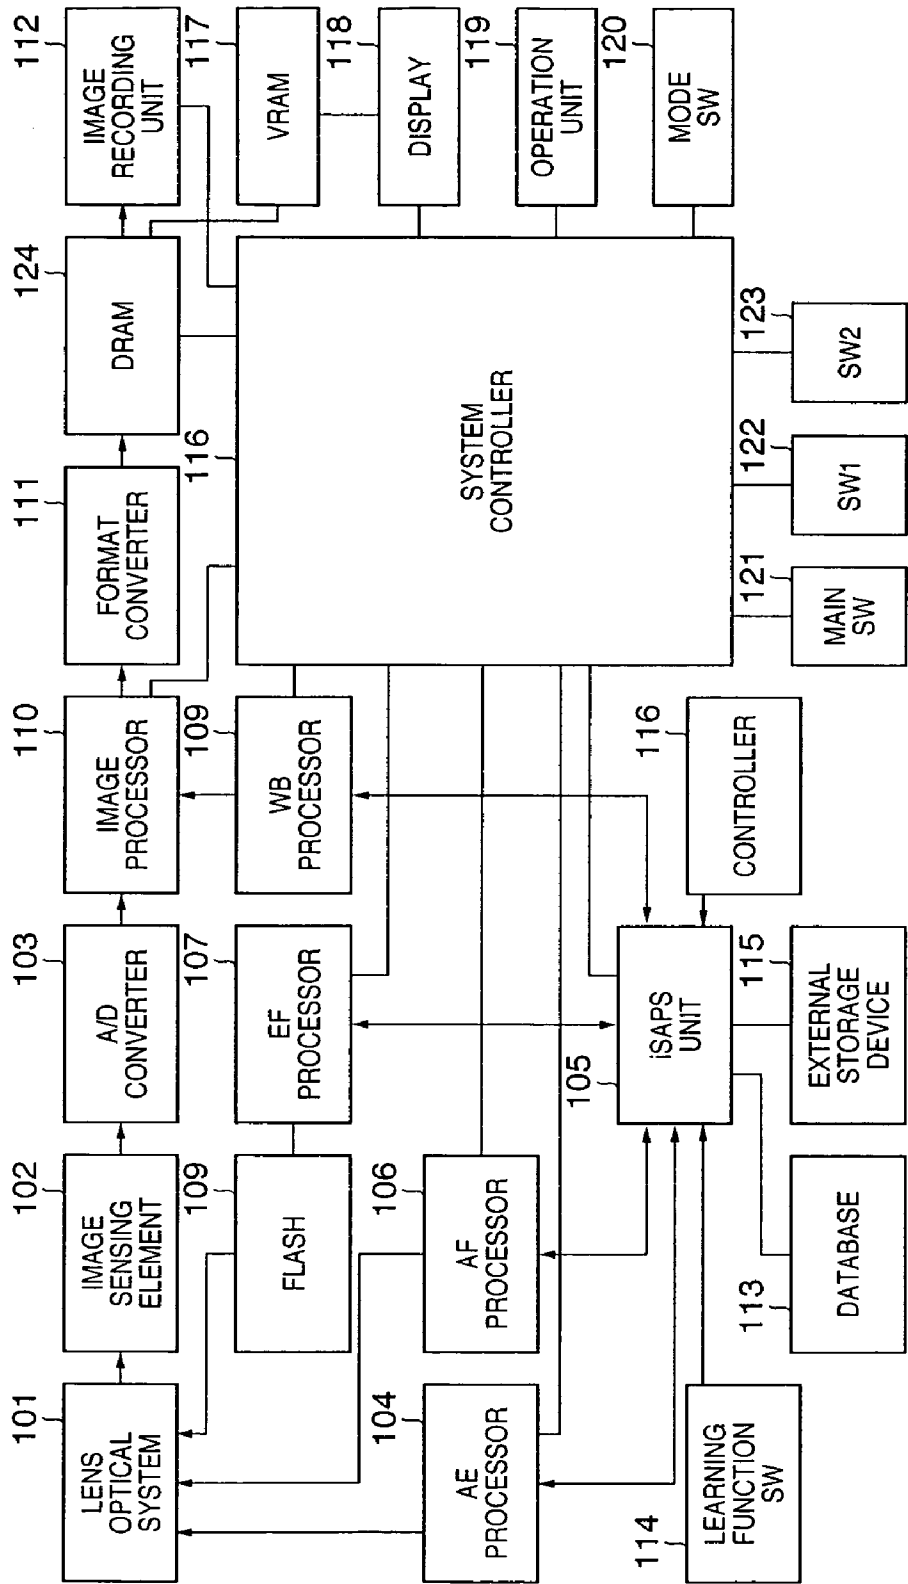 101
LENS
OPTICAL
SYSTEM
102
IMAGE
SENSING
ELEMENT
103
A/D
CONVERTER
110
IMAGE
PROCESSOR
111
FORMAT
CONVERTER
124
DRAM
112
IMAGE
RECORDING
UNIT
109
FLASH
107
EF
PROCESSOR
109
WB
PROCESSOR
116
SYSTEM
CONTROLLER
117
VRAM
118
DISPLAY
119
OPERATION
UNIT
120
MODE
SW
104
AE
PROCESSOR
106
AF
PROCESSOR
105
iSAPS
UNIT
116
CONTROLLER
114
LEARNING
FUNCTION
SW
113
DATABASE
115
EXTERNAL
STORAGE
DEVICE
121
MAIN
SW
122
SW1
123
SW2